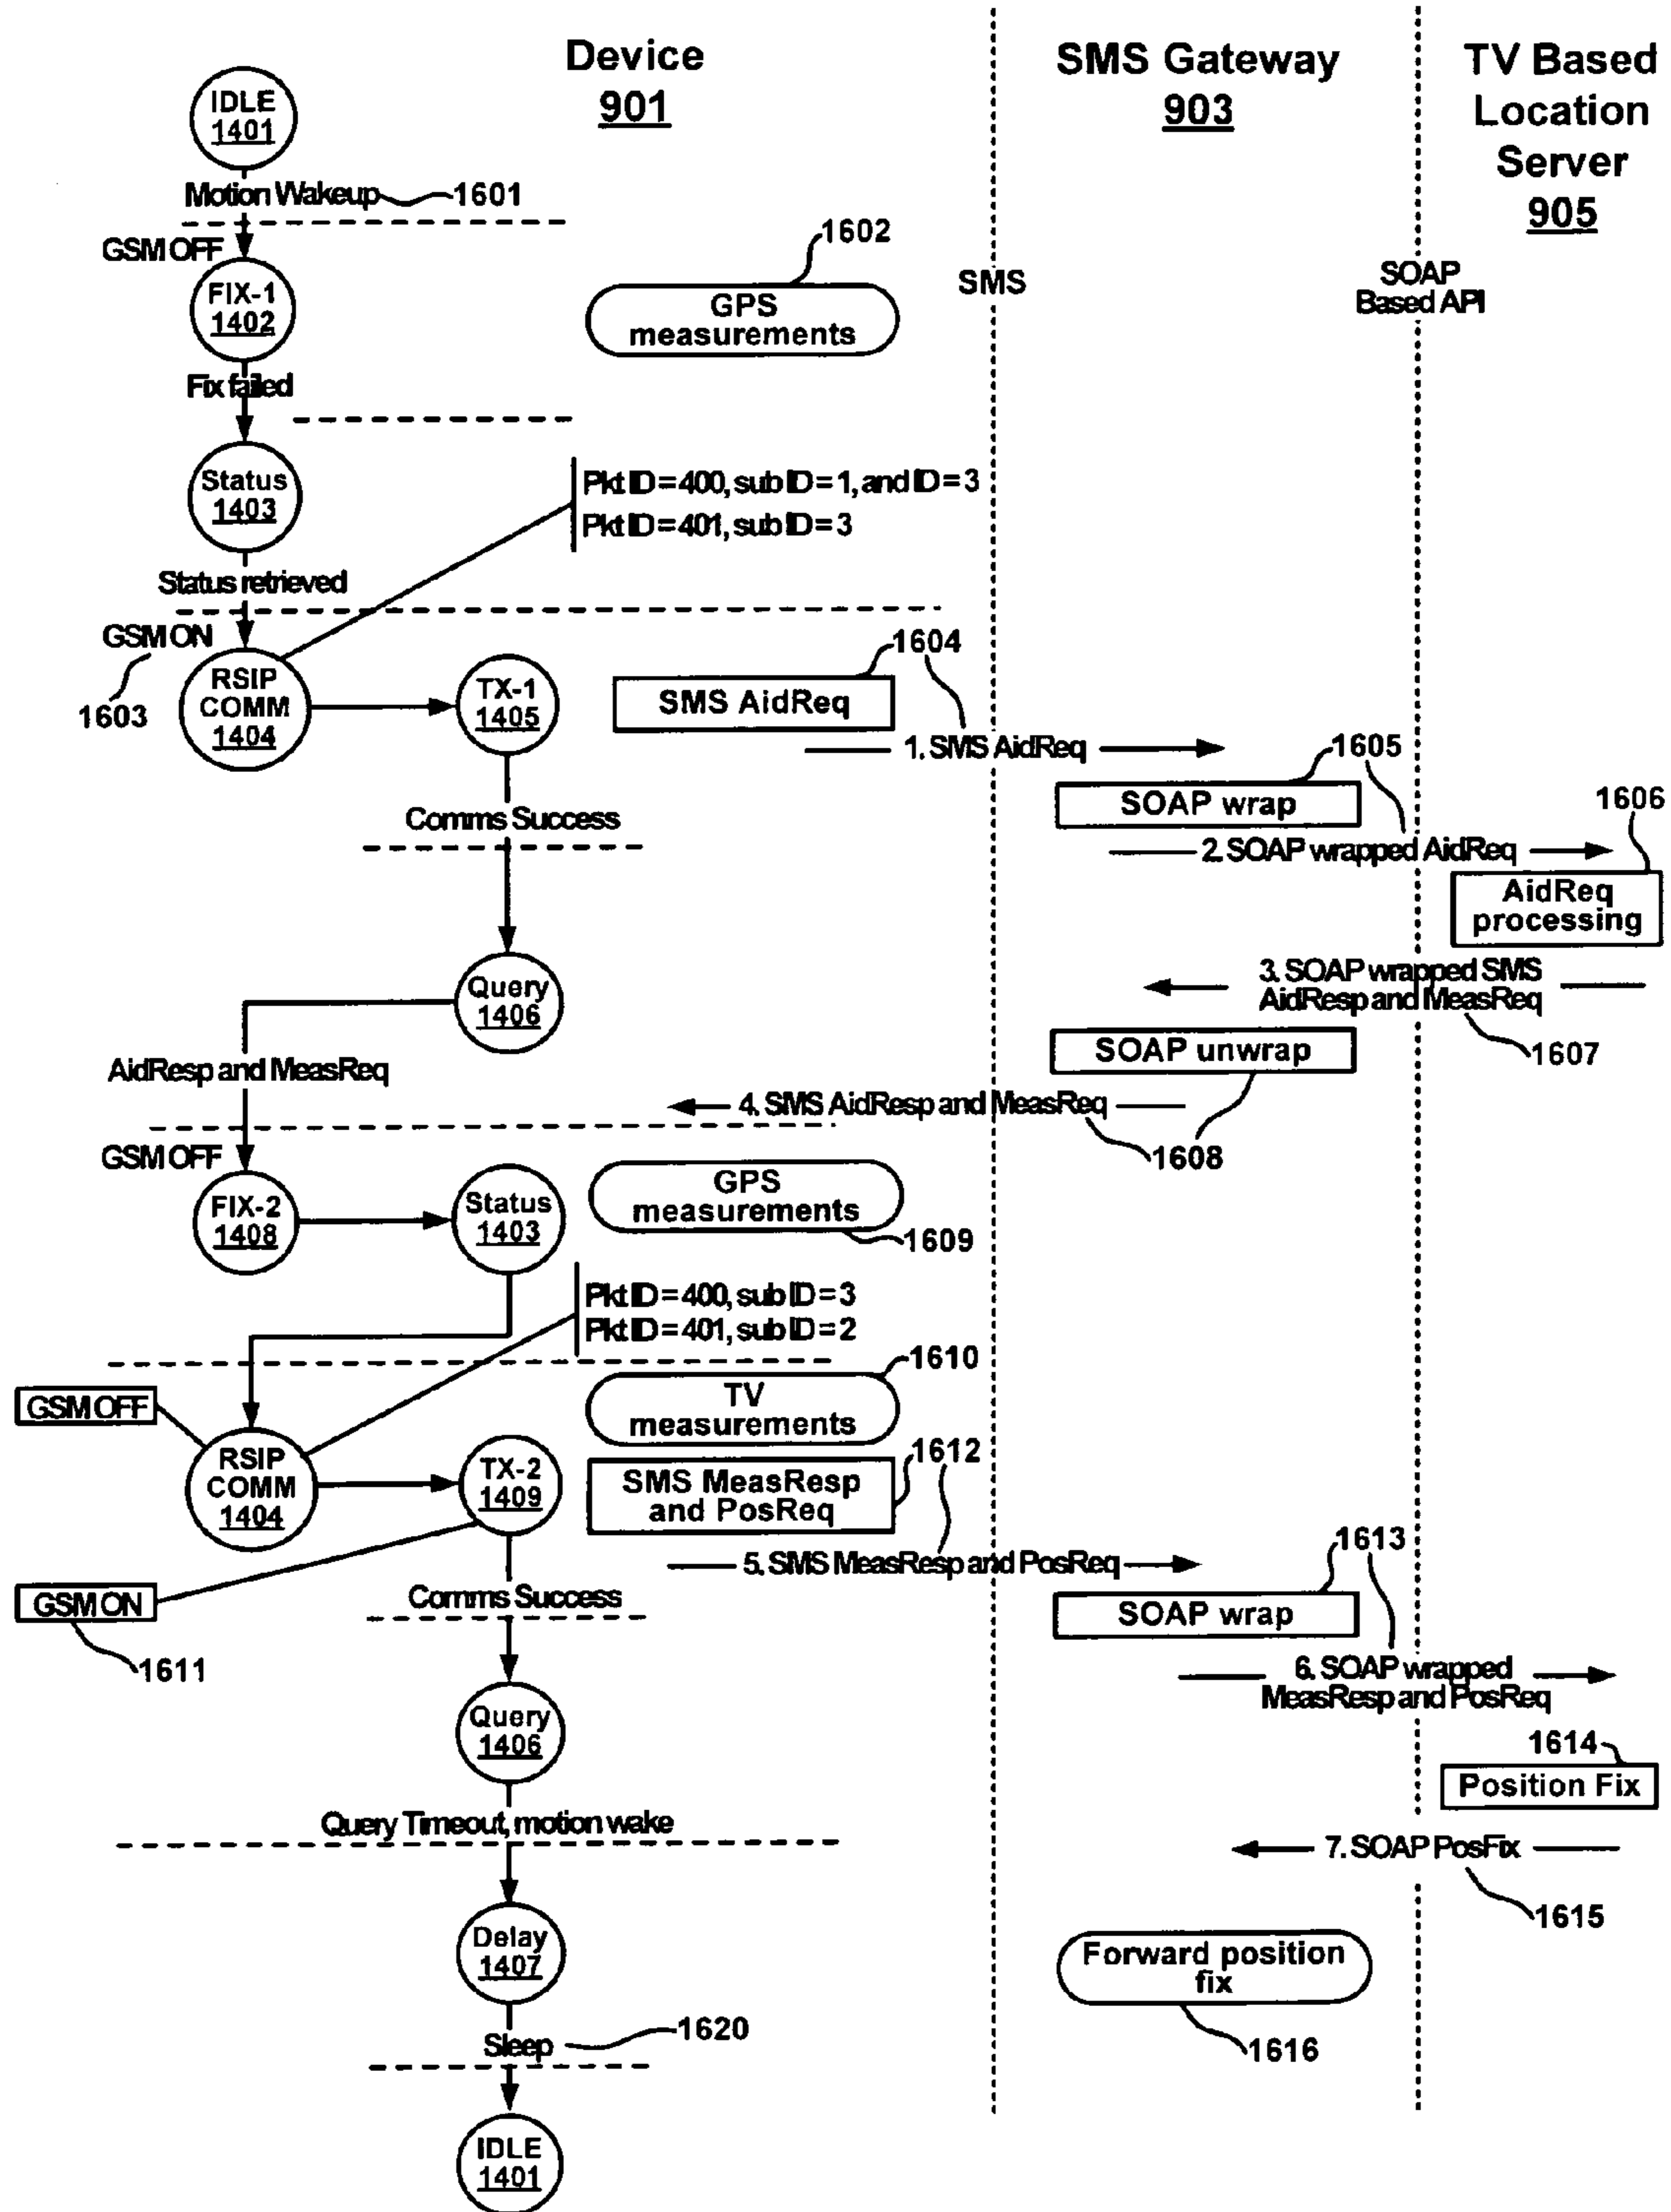 Device
901
SMS Gateway
903
TV Based
Location
Server
905
IDLE
1401
Motion Wakeup
1601
GSM OFF
FIX-1
1402
1602
GPS
measurements
SMS
SOAP
Based API
Fix failed
Status
1403
Pkt ID = 400, sub ID = 1, and ID = 3
Pkt ID = 401, sub ID = 3
Status retrieved
GSM ON
1603
RSIP
COMM
1404
TX-1
1405
1604
SMS AidReq
1. SMS AidReq
1605
SOAP wrap
1606
Comms Success
2. SOAP wrapped AidReq
AidReq
processing
Query
1406
3. SOAP wrapped SMS
AidResp and MeasReq
1607
SOAP unwrap
AidResp and MeasReq
4. SMS AidResp and MeasReq
1608
GSM OFF
FIX-2
1408
Status
1403
GPS
measurements
1609
Pkt ID = 400, sub ID = 3
Pkt ID = 401, sub ID = 2
1610
GSM OFF
TV
measurements
RSIP
COMM
1404
TX-2
1409
1612
SMS MeasResp
and PosReq
5. SMS MeasResp and PosReq
1613
GSM ON
1611
Comms Success
SOAP wrap
6. SOAP wrapped
MeasResp and PosReq
Query
1406
1614
Position Fix
Query Timeout, motion wake
7. SOAP PosFix
1615
Delay
1407
Forward position
fix
1616
Sleep
1620
IDLE
1401